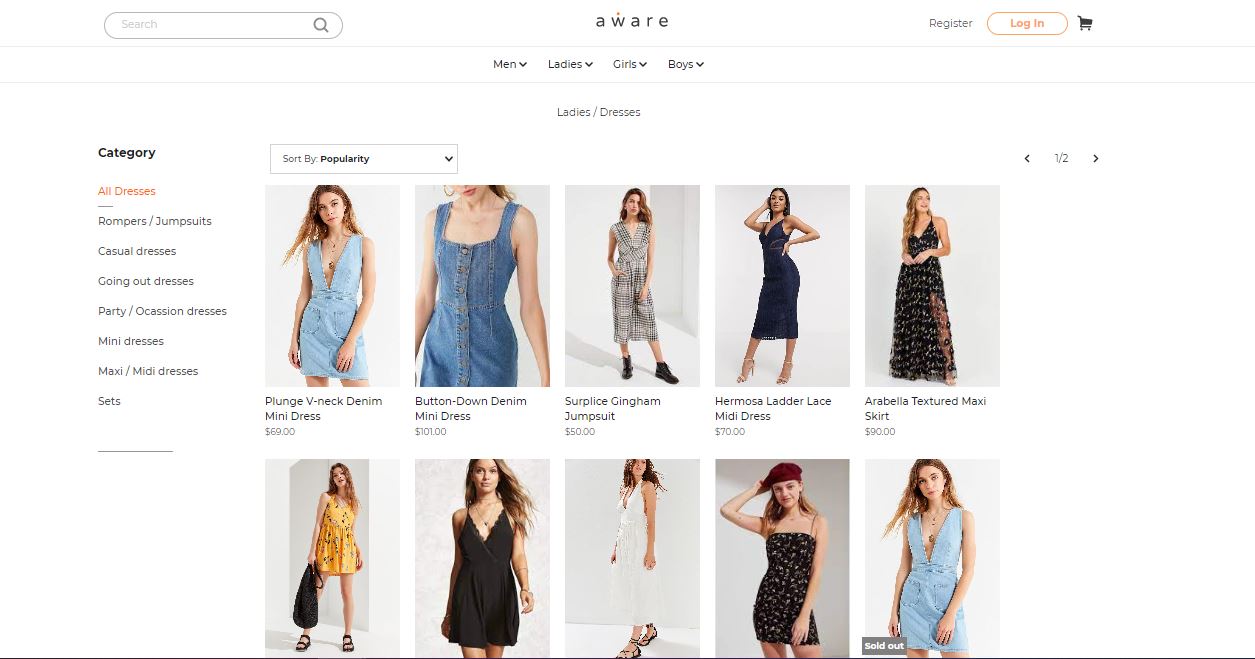 Search
aware
Register
Log In
Men
Ladies
Girls
Boys
Ladies / Dresses
Category
All Dresses
Rompers / Jumpsuits
Casual dresses
Going out dresses
Party / Ocassion dresses
Mini dresses
Maxi / Midi dresses
Sets
Sort By: Popularity
1/2
Plunge V-neck Denim
Mini Dress
$69.00
Button-Down Denim
Mini Dress
$101.00
Surplice Gingham
Jumpsuit
$50.00
Hermosa Ladder Lace
Midi Dress
$70.00
Arabella Textured Maxi
Skirt
$90.00
Sold out